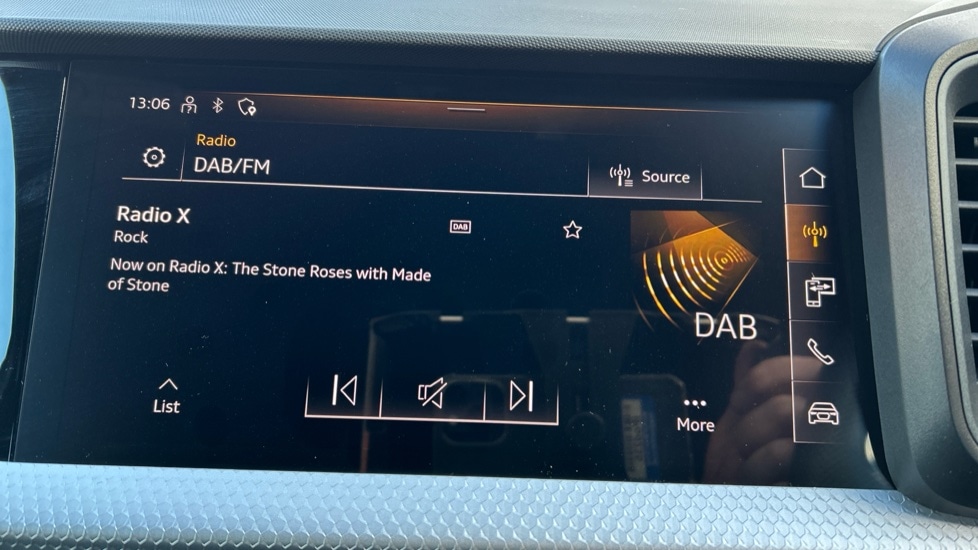 13:06
Radio
DAB/FM
Source
Radio X
DAB
Rock
Now on Radio X: The Stone Roses with Made
of Stone
DAB
List
More